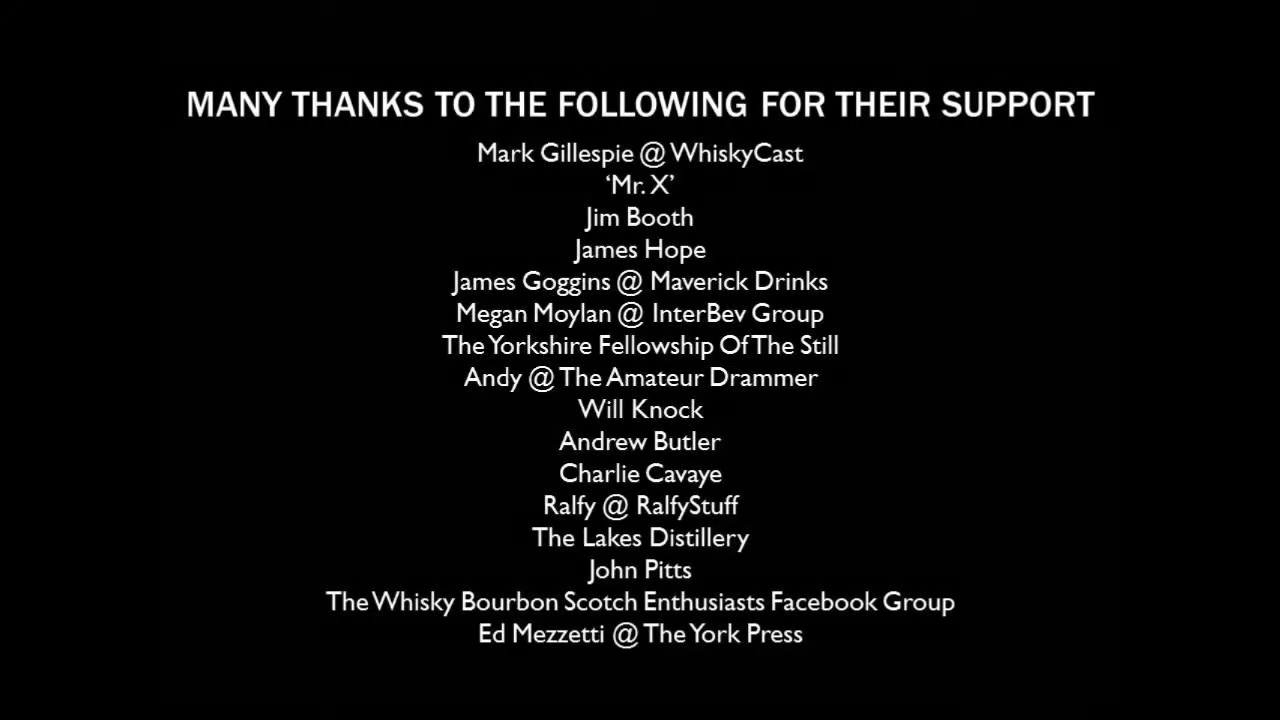 MANY THANKS TO THE FOLLOWING FOR THEIR SUPPORT
Mark Gillespie @ WhiskyCast
‘Mr. X’
Jim Booth
James Hope
James Goggins @ Maverick Drinks
Megan Moylan @ InterBev Group
The Yorkshire Fellowship Of The Still
Andy @ The Amateur Drammer
Will Knock
Andrew Butler
Charlie Cavaye
Ralfy @ RalfyStuff
The Lakes Distillery
John Pitts
The Whisky Bourbon Scotch Enthusiasts Facebook Group
Ed Mezzetti @ The York Press